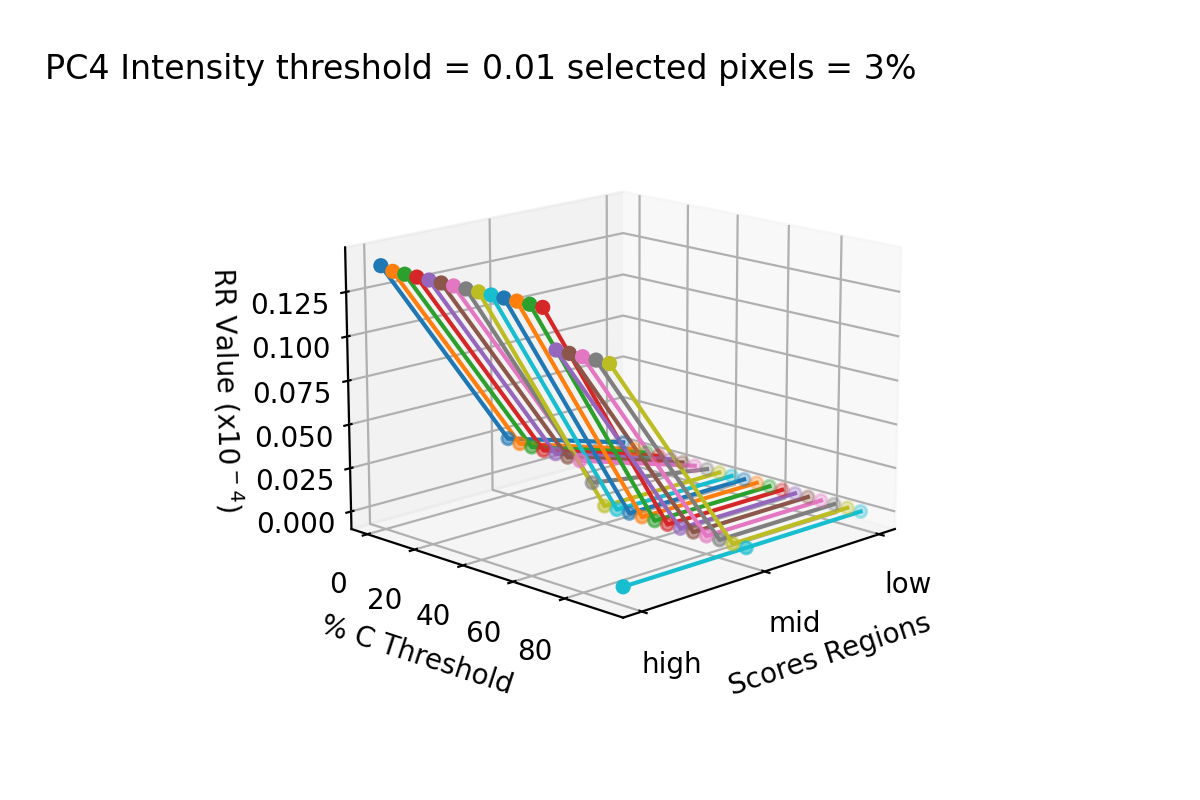 PC4 Intensity threshold = 0.01 selected pixels = 3%
RR Value (x10⁻⁴)
0.125
0.100
0.075
0.050
0.025
0.000
0
20
40
60
80
% C Threshold
high
mid
low
Scores Regions